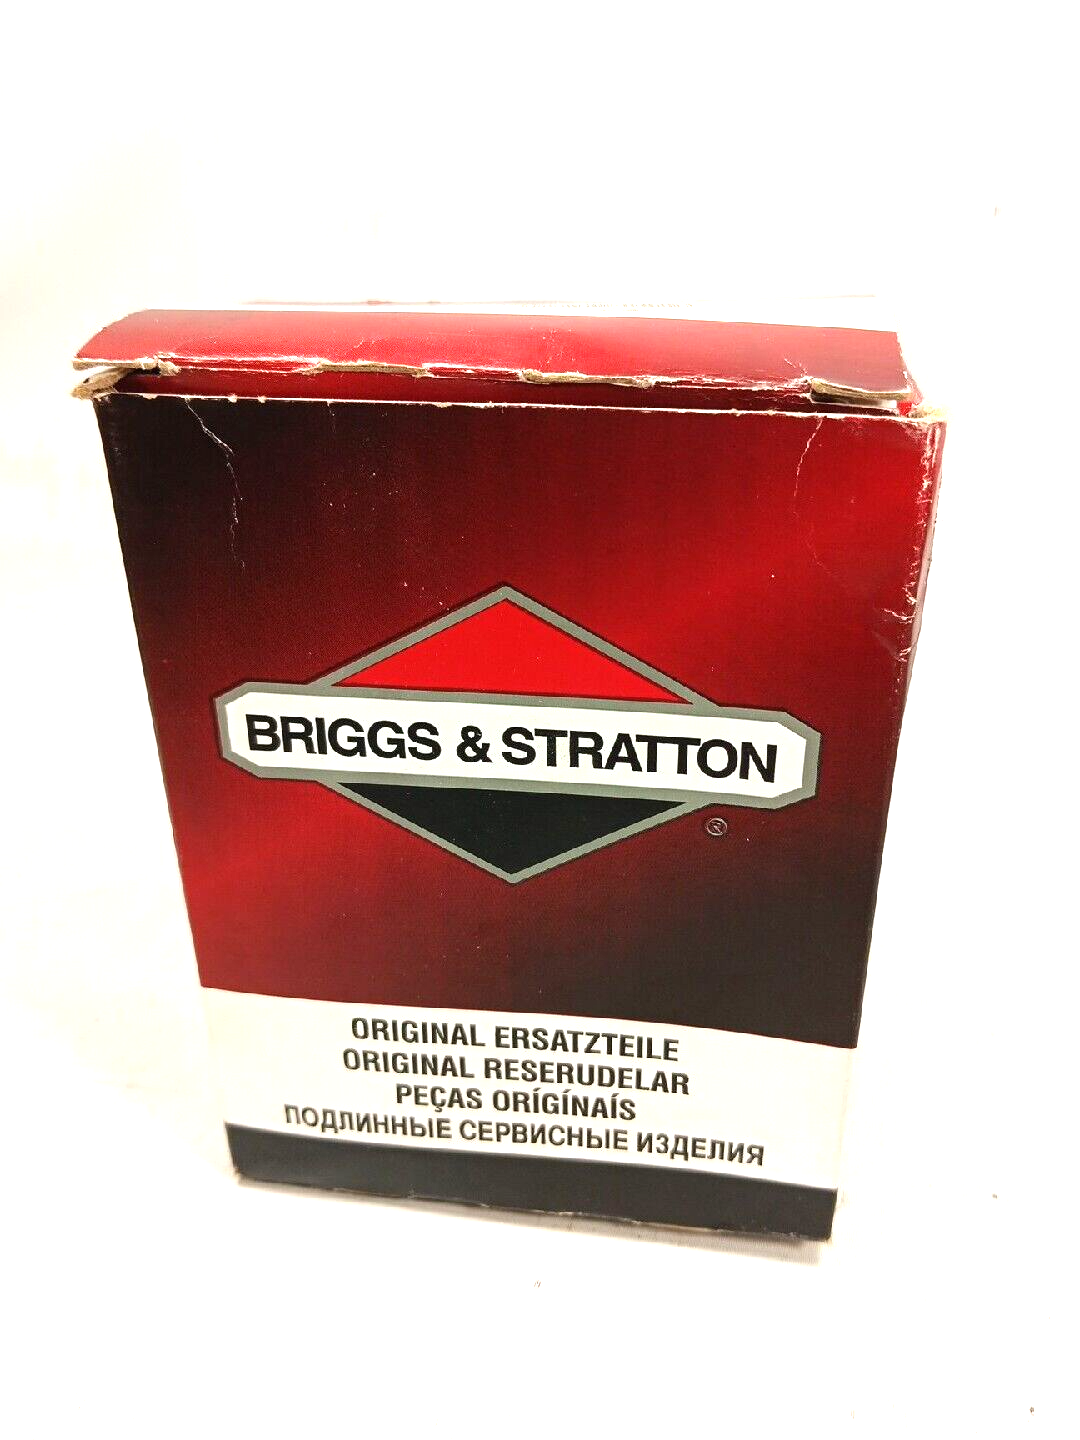 BRIGGS & STRATTON
®
ORIGINAL ERSATZTEILE
ORIGINAL RESERUDELAR
PEÇAS ORÍGÍNAÍS
ПОДЛИННЫЕ СЕРВИСНЫЕ ИЗДЕЛИЯ